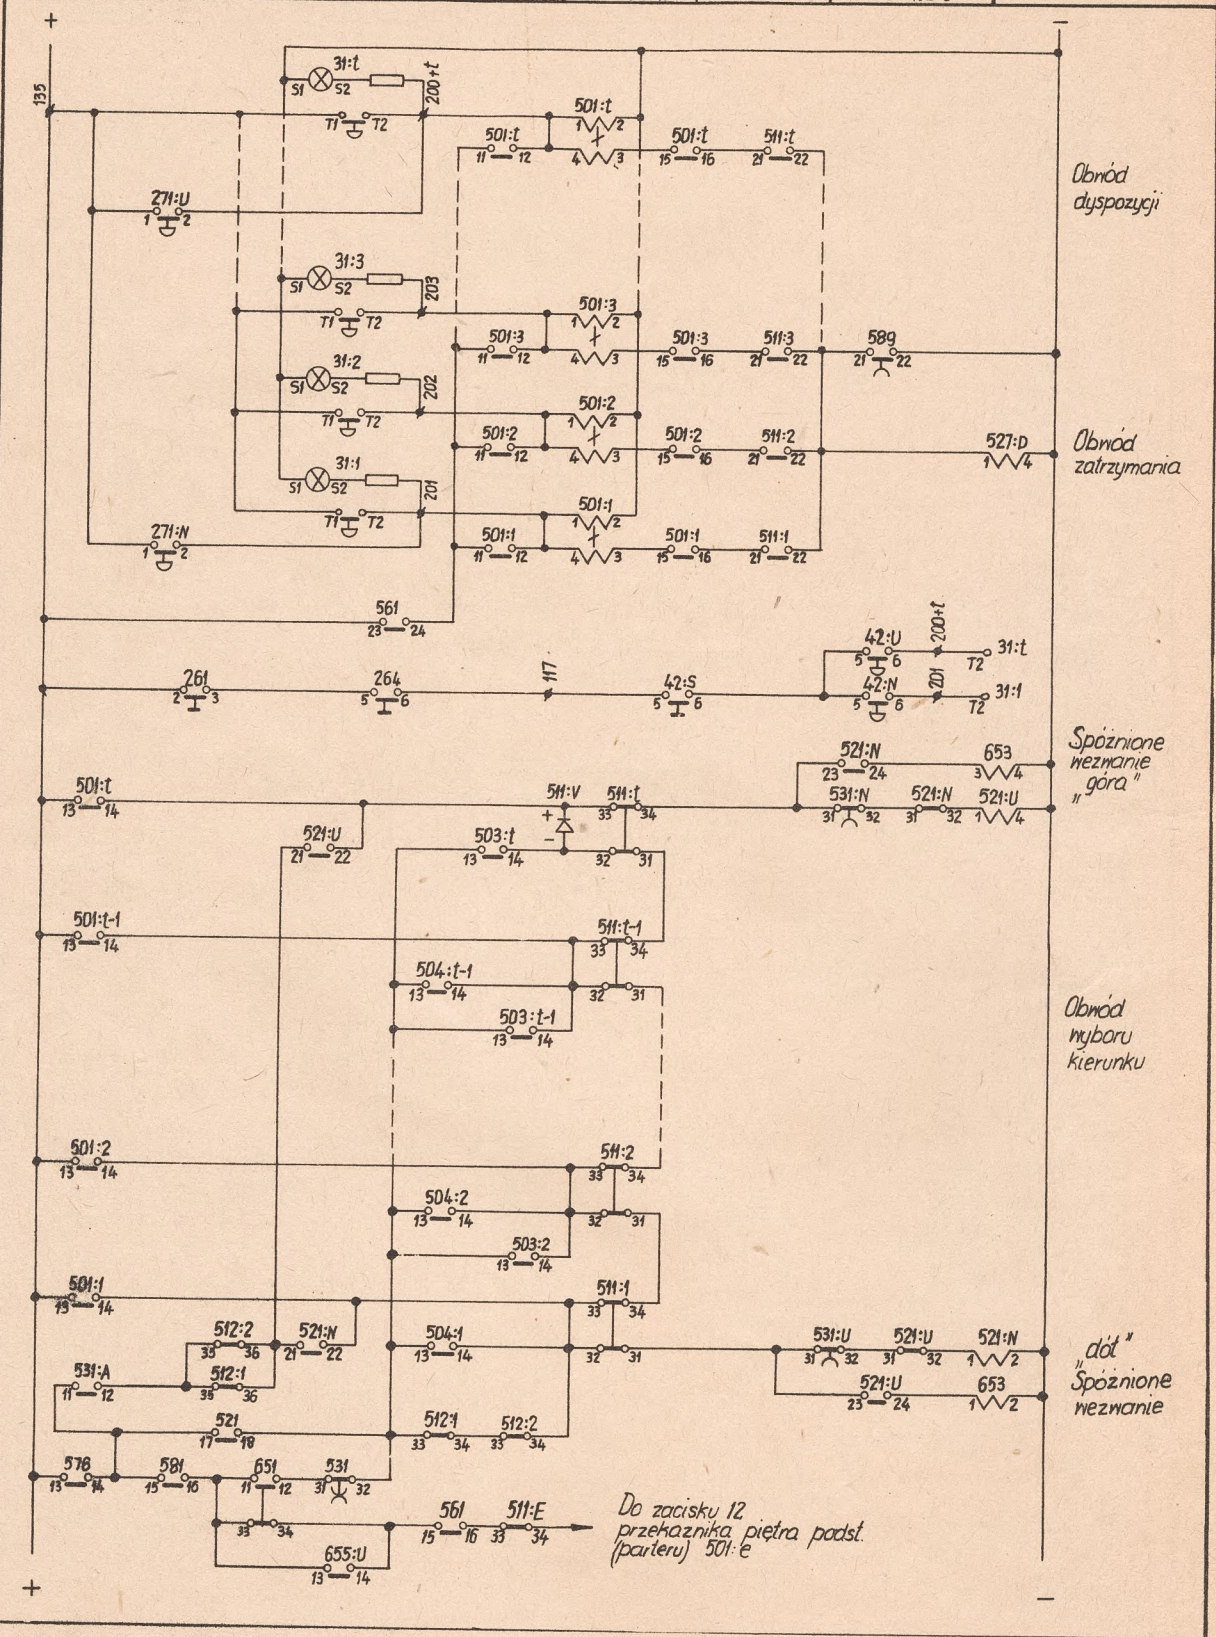 + −
135
31:t
S1 S2
200+t
T1 T2
501:t
1 2
501:t 501:t 511:t
11 12 4 3 15 16 21 22
Obwód
dyspozycji
271:U
1 2
31:3
S1 S2
203
T1 T2
501:3
1 2
501:3 501:3 511:3 589
11 12 4 3 15 16 21 22 21 22
31:2
S1 S2
202
T1 T2
501:2
1 2
501:2 501:2 511:2 527:D
11 12 4 3 15 16 21 22 1 4
Obwód
zatrzymania
31:1
S1 S2
201
T1 T2
501:1
1 2
271:N
1 2
501:1 501:1 511:1
11 12 4 3 15 16 21 22
561
23 24
42:U 200+t 31:t
5 6 T2
261 264 117 42:S 42:N 201 31:1
2 3 5 6 5 6 5 6 T2
Spóźnione
wezwanie
„góra”
521:N 653
23 24 3 4
501:t 511:V 511:t 531:N 521:N 521:U
13 14 + − 33 34 31 32 31 32 1 4
521:U 503:t
21 22 13 14 32 31
501:t-1 511:t-1
13 14 33 34
504:t-1
13 14 32 31
503:t-1
13 14
Obwód
wyboru
kierunku
501:2 511:2
13 14 33 34
504:2
13 14 32 31
503:2
13 14
501:1 511:1
13 14 33 34
512:2 521:N 504:1 531:U 521:U 521:N
35 36 21 22 13 14 32 31 31 32 31 32 1 2
„dół”
Spóźnione
wezwanie
531:A 512:1 521:U 653
11 12 35 36 23 24 1 2
521 512:1 512:2
17 18 33 34 33 34
576 581 651 531
13 14 15 16 11 12 31 32
561 511:E
33 34 15 16 33 34
Do zacisku 12
przekaźnika piętra podst.
(parteru) 501:e
655:U
13 14
+ −